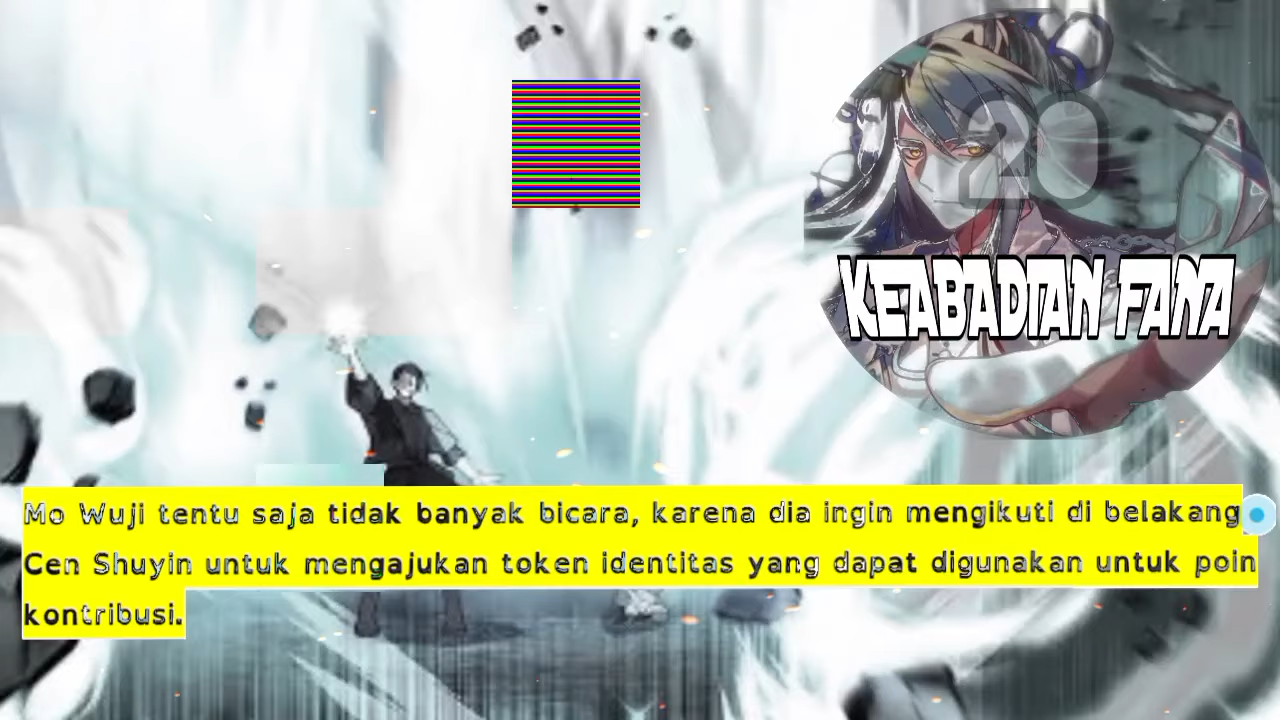 20
KEABADIAN FANA
Mo Wuji tentu saja tidak banyak bicara, karena dia ingin mengikuti di belakang
Cen Shuyin untuk mengajukan token identitas yang dapat digunakan untuk poin
kontribusi.